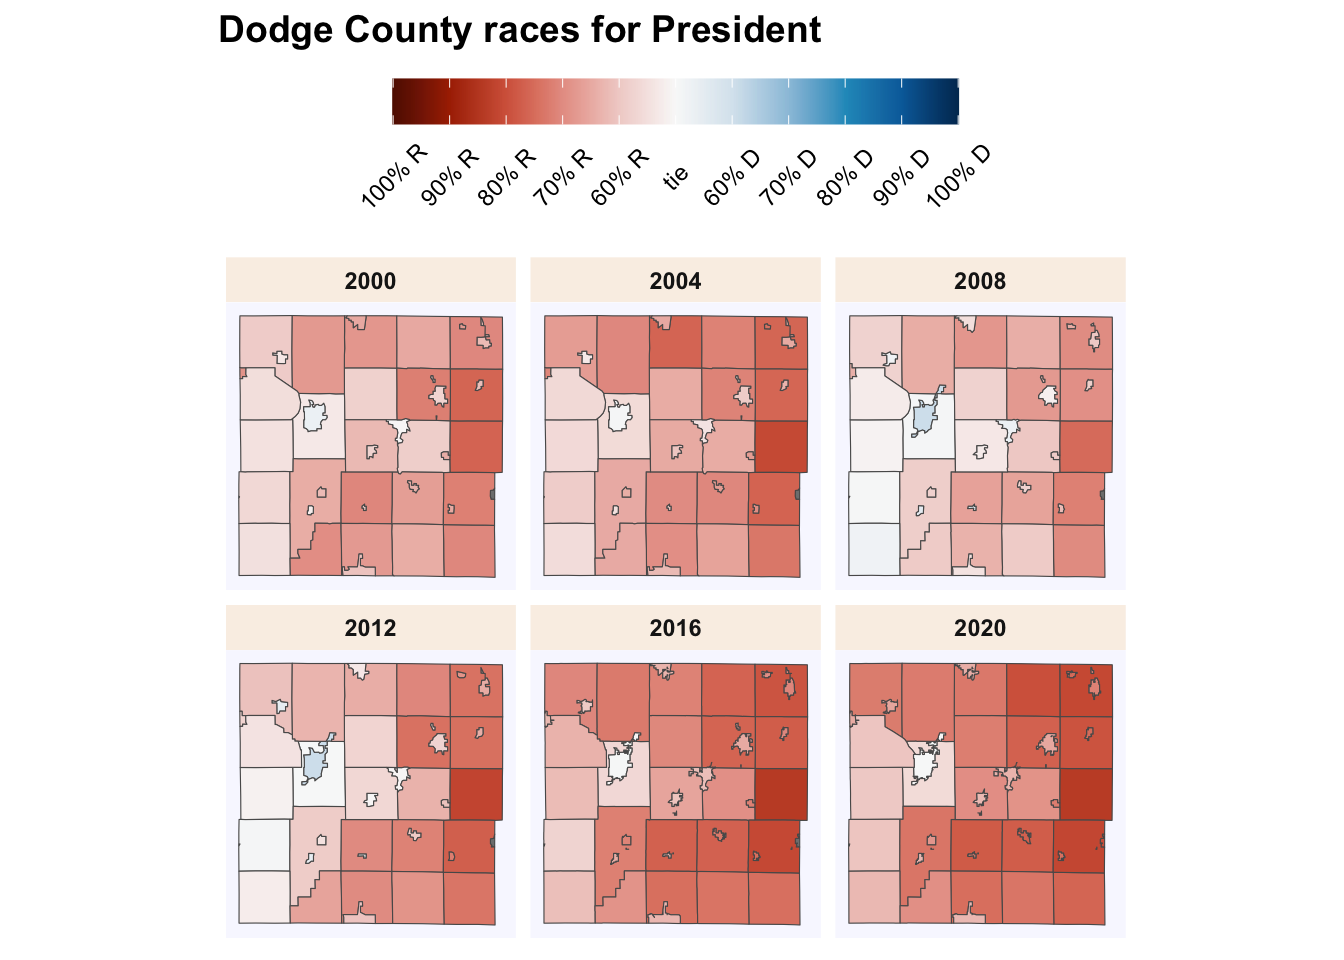 Dodge County races for President
100% R 90% R 80% R 70% R 60% R tie 60% D 70% D 80% D 90% D 100% D
2000 2004 2008
2012 2016 2020